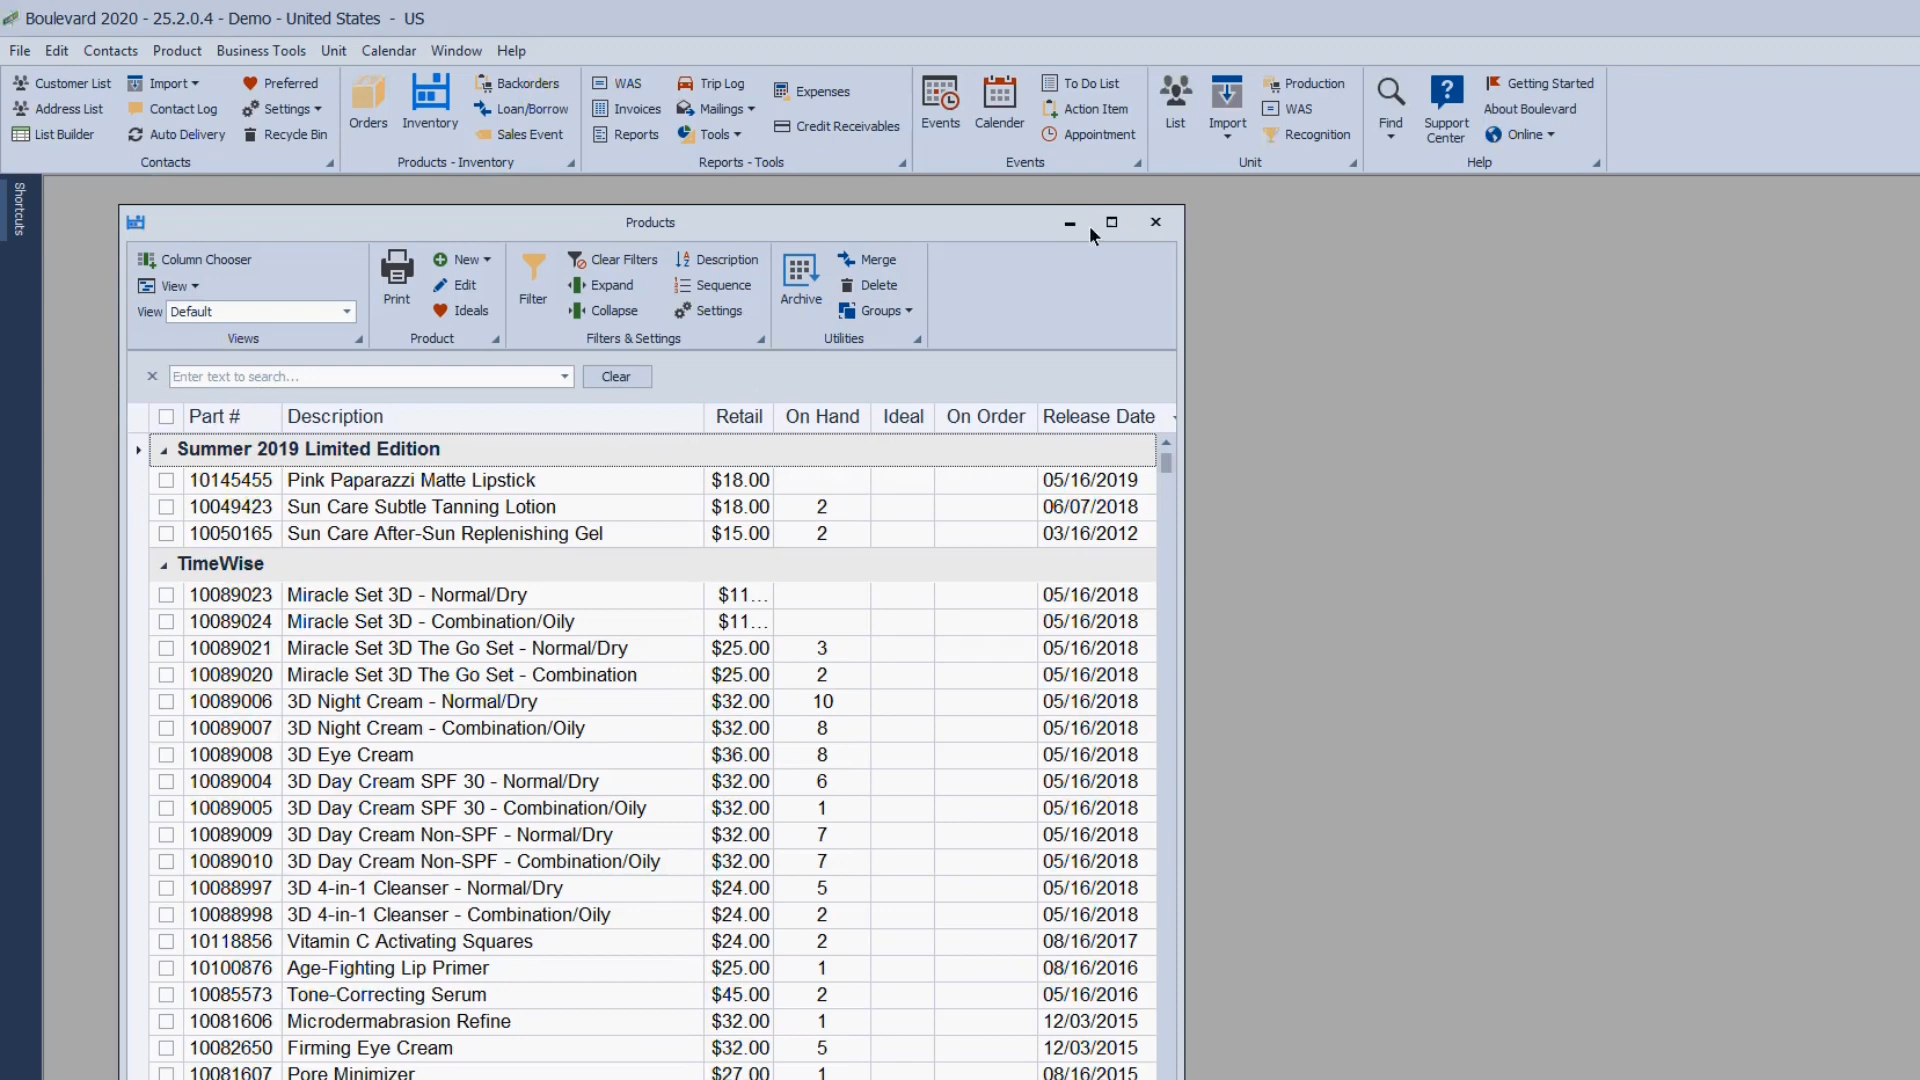 Boulevard 2020 - 25.2.0.4 - Demo - United States - US
File Edit Contacts Product Business Tools Unit Calendar Window Help
Customer List Import Preferred
Address List Contact Log Settings
List Builder Auto Delivery Recycle Bin
Contacts
Orders Inventory
Backorders
Loan/Borrow
Sales Event
Products - Inventory
WAS Trip Log Expenses
Invoices Mailings
Reports Tools Credit Receivables
Reports - Tools
Events Calender
To Do List
Action Item
Appointment
Events
List Import
Production
WAS
Recognition
Unit
Find Support Center
Getting Started
About Boulevard
Online
Help
Shortcuts
Products
Column Chooser
View
View Default
Views
Print
New
Edit
Ideals
Product
Filter
Clear Filters Description
Expand Sequence
Collapse Settings
Filters & Settings
Archive
Merge
Delete
Groups
Utilities
Enter text to search... Clear
Part # Description Retail On Hand Ideal On Order Release Date
Summer 2019 Limited Edition
10145455 Pink Paparazzi Matte Lipstick $18.00 05/16/2019
10049423 Sun Care Subtle Tanning Lotion $18.00 2 06/07/2018
10050165 Sun Care After-Sun Replenishing Gel $15.00 2 03/16/2012
TimeWise
10089023 Miracle Set 3D - Normal/Dry $11... 05/16/2018
10089024 Miracle Set 3D - Combination/Oily $11... 05/16/2018
10089021 Miracle Set 3D The Go Set - Normal/Dry $25.00 3 05/16/2018
10089020 Miracle Set 3D The Go Set - Combination $25.00 2 05/16/2018
10089006 3D Night Cream - Normal/Dry $32.00 10 05/16/2018
10089007 3D Night Cream - Combination/Oily $32.00 8 05/16/2018
10089008 3D Eye Cream $36.00 8 05/16/2018
10089004 3D Day Cream SPF 30 - Normal/Dry $32.00 6 05/16/2018
10089005 3D Day Cream SPF 30 - Combination/Oily $32.00 1 05/16/2018
10089009 3D Day Cream Non-SPF - Normal/Dry $32.00 7 05/16/2018
10089010 3D Day Cream Non-SPF - Combination/Oily $32.00 7 05/16/2018
10088997 3D 4-in-1 Cleanser - Normal/Dry $24.00 5 05/16/2018
10088998 3D 4-in-1 Cleanser - Combination/Oily $24.00 2 05/16/2018
10118856 Vitamin C Activating Squares $24.00 2 08/16/2017
10100876 Age-Fighting Lip Primer $25.00 1 08/16/2016
10085573 Tone-Correcting Serum $45.00 2 05/16/2016
10081606 Microdermabrasion Refine $32.00 1 12/03/2015
10082650 Firming Eye Cream $32.00 5 12/03/2015
10081607 Pore Minimizer $27.00 1 08/16/2015